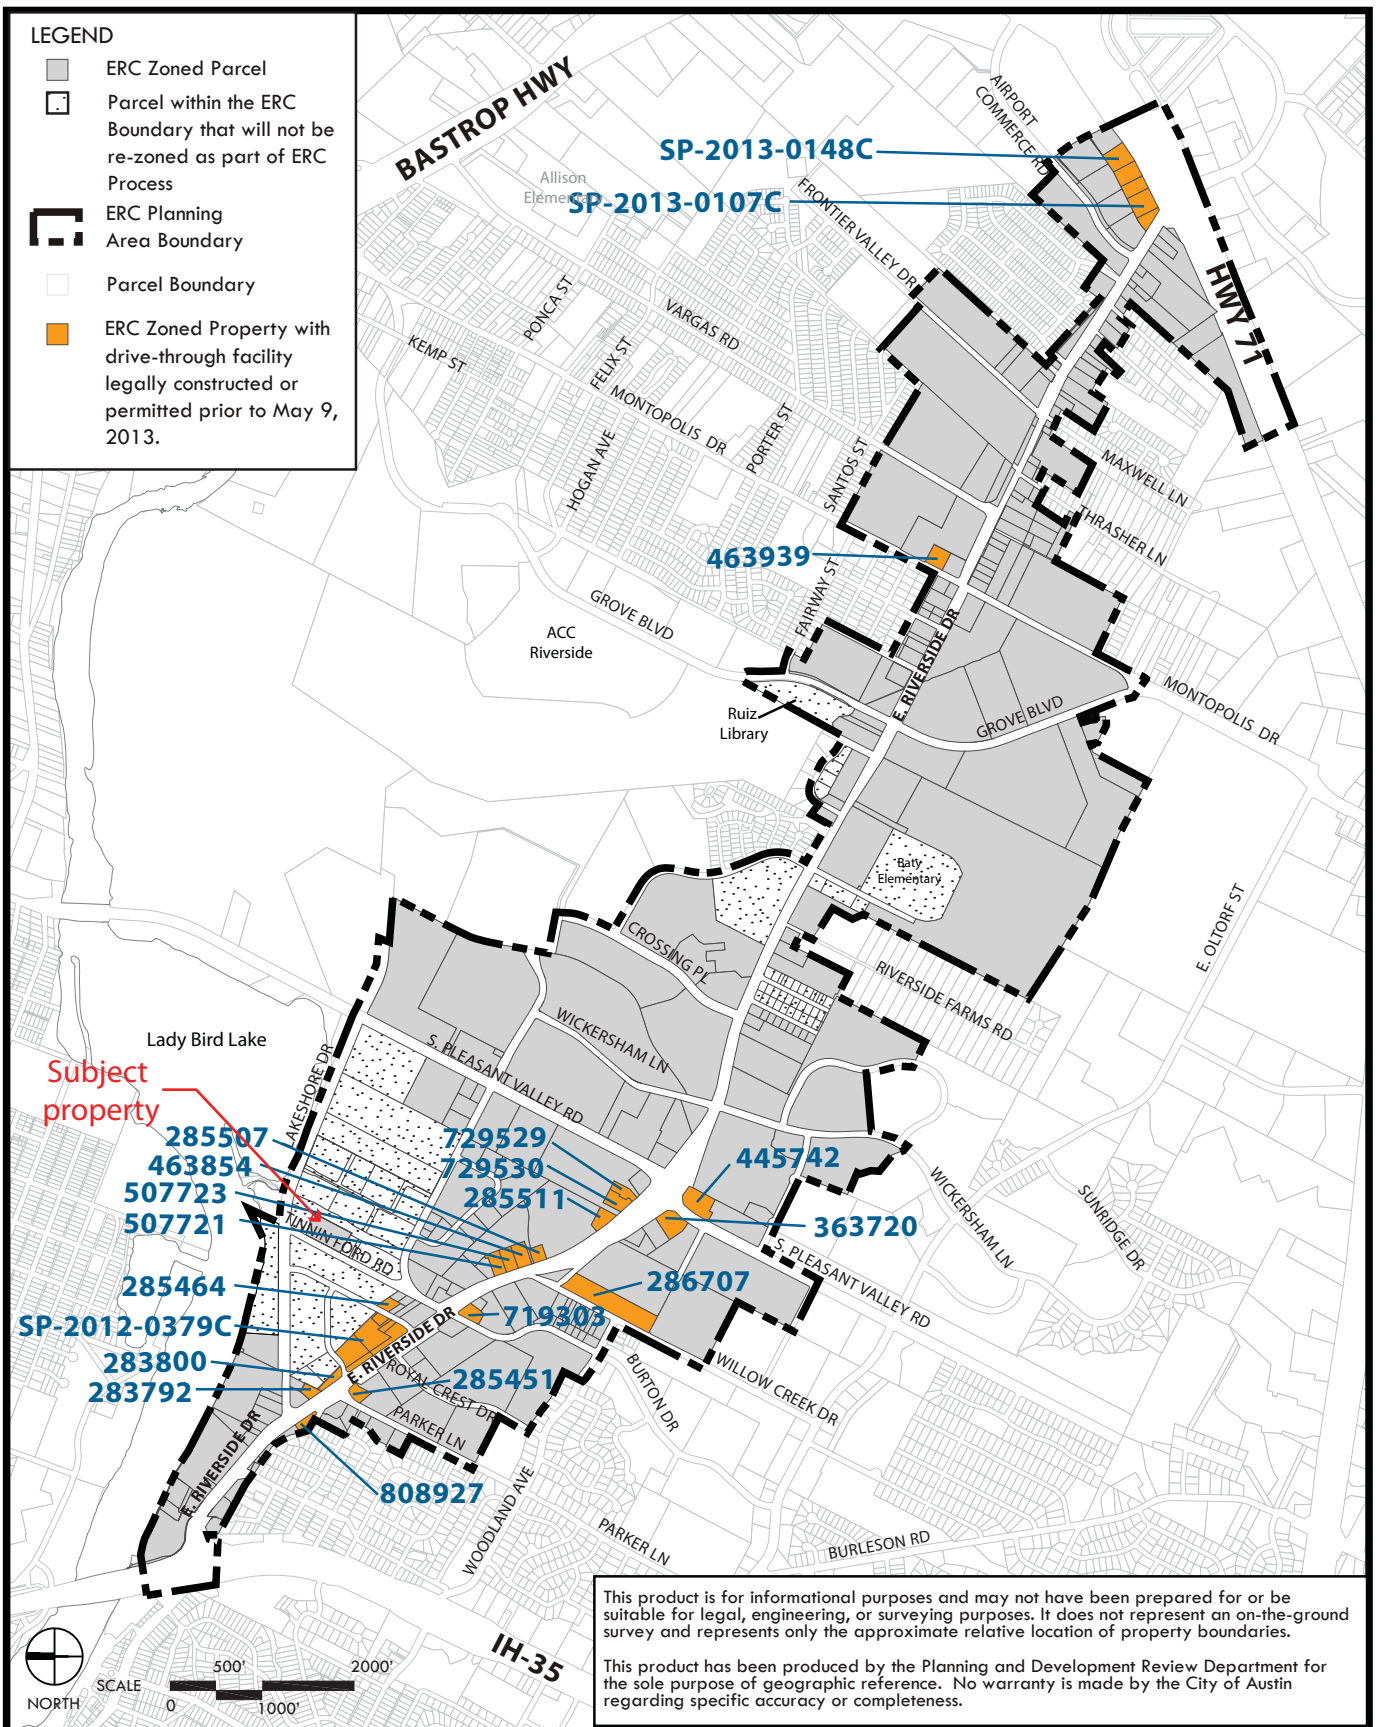 LEGEND
ERC Zoned Parcel
Parcel within the ERC
Boundary that will not be
re-zoned as part of ERC
Process
ERC Planning
Area Boundary
Parcel Boundary
ERC Zoned Property with
drive-through facility
legally constructed or
permitted prior to May 9,
2013.
BASTROP HWY
AIRPORT
COMMERCE RD
SP-2013-0148C
Allison
Elementary
SP-2013-0107C
FRONTIER VALLEY DR
HWY 71
PONCA ST
VARGAS RD
KEMP ST
FELIX ST
MONTOPOLIS DR
PORTER ST
HOGAN AVE
SANTOS ST
MAXWELL LN
THRASHER LN
463939
FAIRWAY ST
GROVE BLVD
ACC
Riverside
E. RIVERSIDE DR
MONTOPOLIS DR
Ruiz
Library
GROVE BLVD
Baty
Elementary
E. OLTORF ST
CROSSING PL
RIVERSIDE FARMS RD
WICKERSHAM LN
Lady Bird Lake
S. PLEASANT VALLEY RD
LAKESHORE DR
Subject
property
285507
729529
463854
729530
445742
507723
285511
507721
TINNIN FORD RD
363720
WICKERSHAM LN
SUNRIDGE DR
S. PLEASANT VALLEY RD
285464
286707
719303
SP-2012-0379C
E. RIVERSIDE DR
283800
ROYAL CREST DR
285451
283792
BURTON DR
WILLOW CREEK DR
PARKER LN
E. RIVERSIDE DR
808927
WOODLAND AVE
PARKER LN
BURLESON RD
IH-35
NORTH
SCALE
500'
2000'
0
1000'
This product is for informational purposes and may not have been prepared for or be
suitable for legal, engineering, or surveying purposes. It does not represent an on-the-ground
survey and represents only the approximate relative location of property boundaries.
This product has been produced by the Planning and Development Review Department for
the sole purpose of geographic reference. No warranty is made by the City of Austin
regarding specific accuracy or completeness.